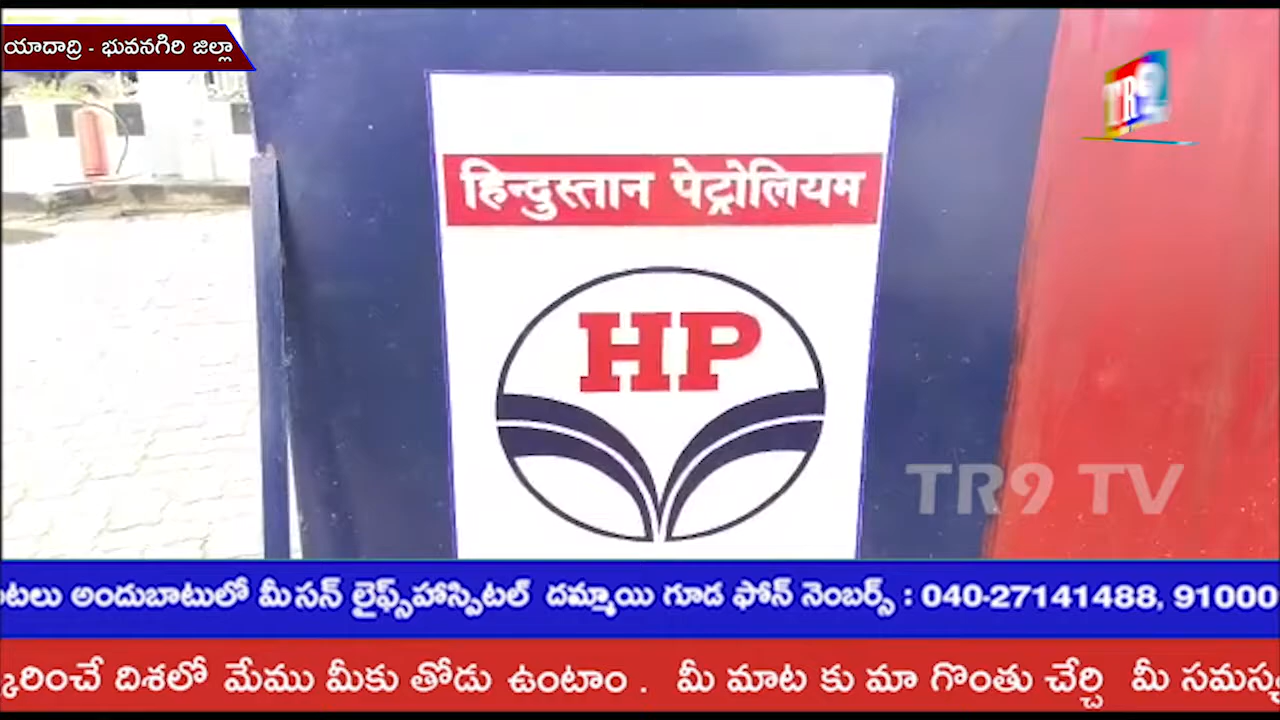 యాదాద్రి - భువనగిరి జిల్లా
TR9
हिन्दुस्तान पेट्रोलियम
HP
TR9 TV
అందుబాటులో మీ సన్ లైఫ్స్‌హాస్పిటల్ దమ్మాయి గూడ ఫోన్ నెంబర్స్ : 040-27141488, 91000
దిశలో మేము మీకు తోడు ఉంటాం . మీ మాట కు మా గొంతు చేర్చి మీ